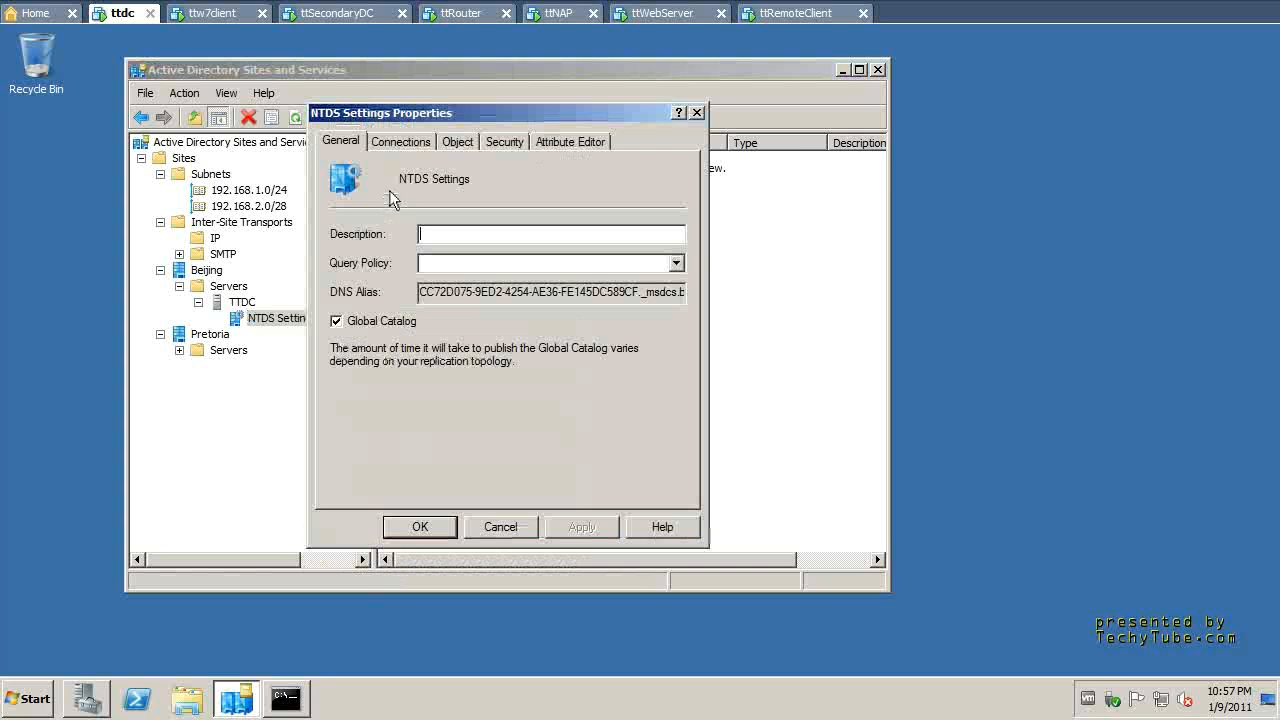 Home
ttdc
ttw7client
ttSecondaryDC
ttRouter
ttNAP
ttWebServer
ttRemoteClient
Recycle Bin
Active Directory Sites and Services
File Action View Help
Active Directory Sites and Servi
Sites
Subnets
192.168.1.0/24
192.168.2.0/28
Inter-Site Transports
IP
SMTP
Beijing
Servers
TTDC
NTDS Settin
Pretoria
Servers
Type
Description
ew.
NTDS Settings Properties
General Connections Object Security Attribute Editor
NTDS Settings
Description:
Query Policy:
DNS Alias: CC72D075-9ED2-4254-AE36-FE145DC589CF._msdcs.b
Global Catalog
The amount of time it will take to publish the Global Catalog varies
depending on your replication topology.
OK Cancel Apply Help
presented by
TechyTube.com
Start
10:57 PM
1/9/2011